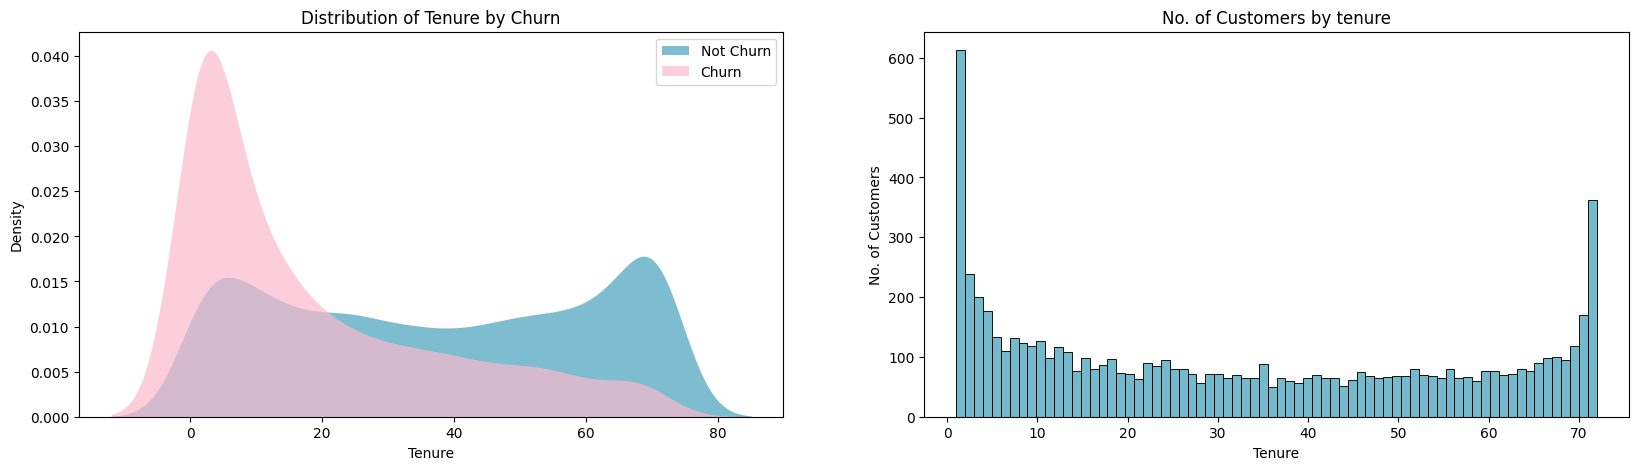 Distribution of Tenure by Churn
0.040
0.035
0.030
0.025
0.020
0.015
0.010
0.005
0.000
Density
0 20 40 60 80
Tenure
Not Churn
Churn
No. of Customers by tenure
600
500
400
300
200
100
0
No. of Customers
0 10 20 30 40 50 60 70
Tenure